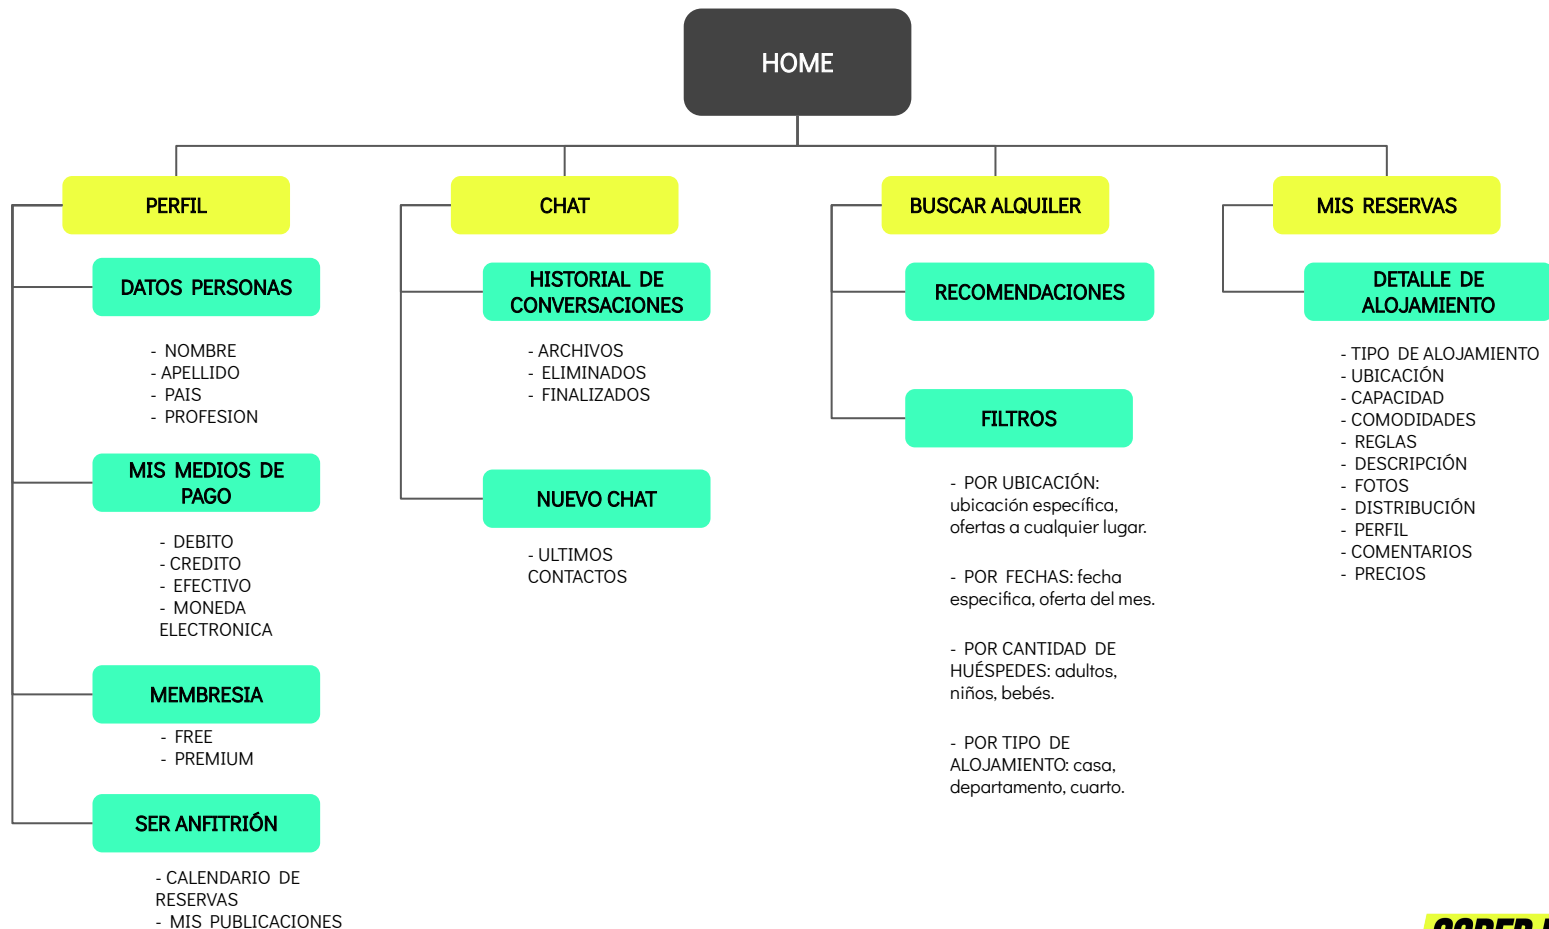 HOME
PERFIL
DATOS PERSONAS
- NOMBRE
- APELLIDO
- PAIS
- PROFESION
MIS MEDIOS DE
PAGO
- DEBITO
- CREDITO
- EFECTIVO
- MONEDA
ELECTRONICA
MEMBRESIA
- FREE
- PREMIUM
SER ANFITRIÓN
- CALENDARIO DE
RESERVAS
- MIS PUBLICACIONES
CHAT
HISTORIAL DE
CONVERSACIONES
- ARCHIVOS
- ELIMINADOS
- FINALIZADOS
NUEVO CHAT
- ULTIMOS
CONTACTOS
BUSCAR ALQUILER
RECOMENDACIONES
FILTROS
- POR UBICACIÓN:
ubicación específica,
ofertas a cualquier lugar.
- POR FECHAS: fecha
especifica, oferta del mes.
- POR CANTIDAD DE
HUÉSPEDES: adultos,
niños, bebés.
- POR TIPO DE
ALOJAMIENTO: casa,
departamento, cuarto.
MIS RESERVAS
DETALLE DE
ALOJAMIENTO
- TIPO DE ALOJAMIENTO
- UBICACIÓN
- CAPACIDAD
- COMODIDADES
- REGLAS
- DESCRIPCIÓN
- FOTOS
- DISTRIBUCIÓN
- PERFIL
- COMENTARIOS
- PRECIOS